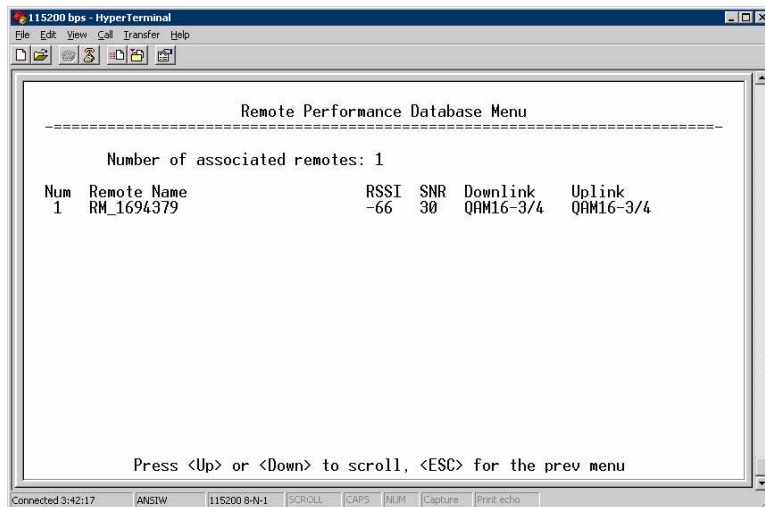 115200 bps - HyperTerminal
File Edit View Call Transfer Help
Remote Performance Database Menu
-==========================================================================-
Number of associated remotes: 1
Num Remote Name RSSI SNR Downlink Uplink
1 RM_1694379 -66 30 QAM16-3/4 QAM16-3/4
Press <Up> or <Down> to scroll, <ESC> for the prev menu
Connected 3:42:17 ANSIW 115200 8-N-1 SCROLL CAPS NUM Capture Print echo